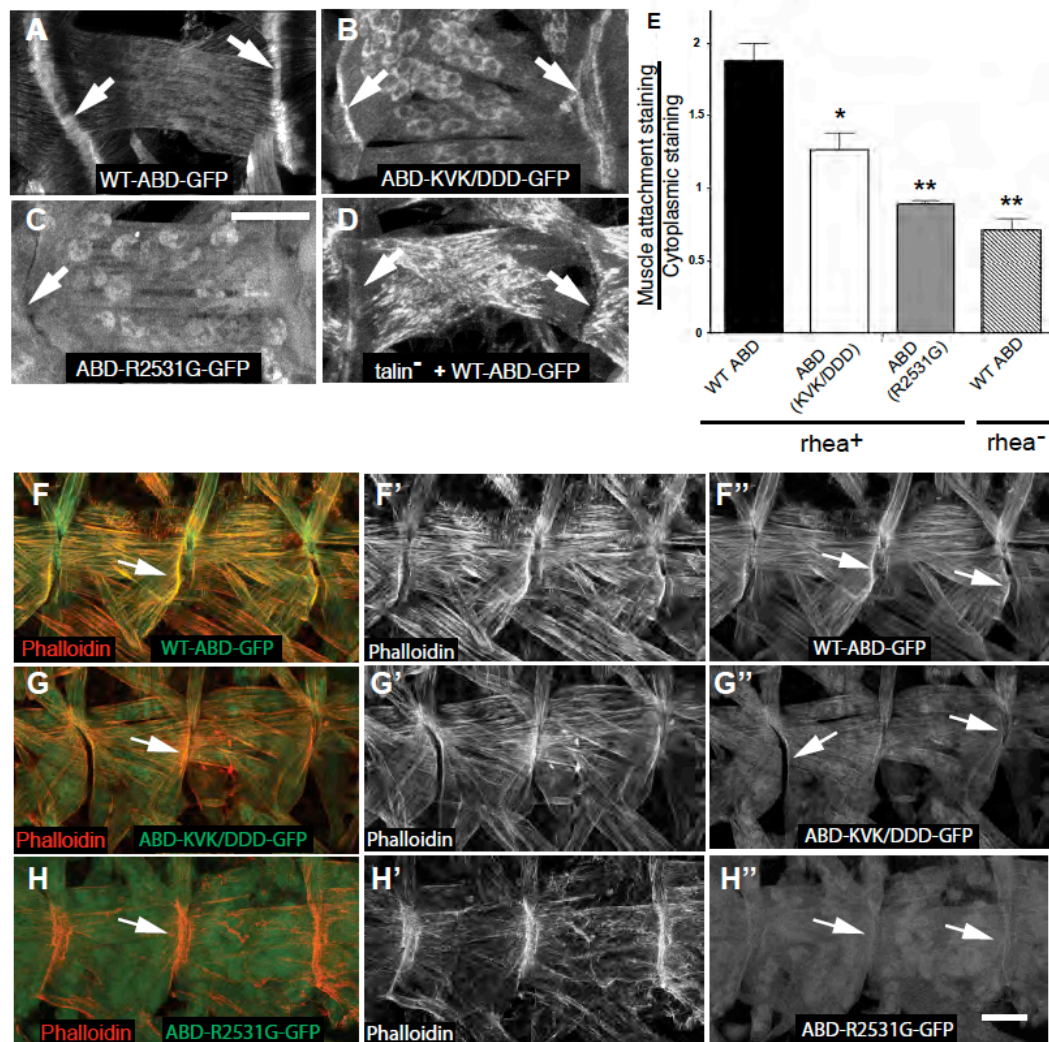 A
WT-ABD-GFP
B
ABD-KVK/DDD-GFP
C
ABD-R2531G-GFP
D
talin- + WT-ABD-GFP
E
Muscle attachment staining
Cytoplasmic staining
2
1.5
1
0.5
0
*
**
**
WT ABD
ABD
(KVK/DDD)
ABD
(R2531G)
WT ABD
rhea+
rhea-
F
Phalloidin
WT-ABD-GFP
F'
Phalloidin
F''
WT-ABD-GFP
G
Phalloidin
ABD-KVK/DDD-GFP
G'
Phalloidin
G''
ABD-KVK/DDD-GFP
H
Phalloidin
ABD-R2531G-GFP
H'
Phalloidin
H''
ABD-R2531G-GFP